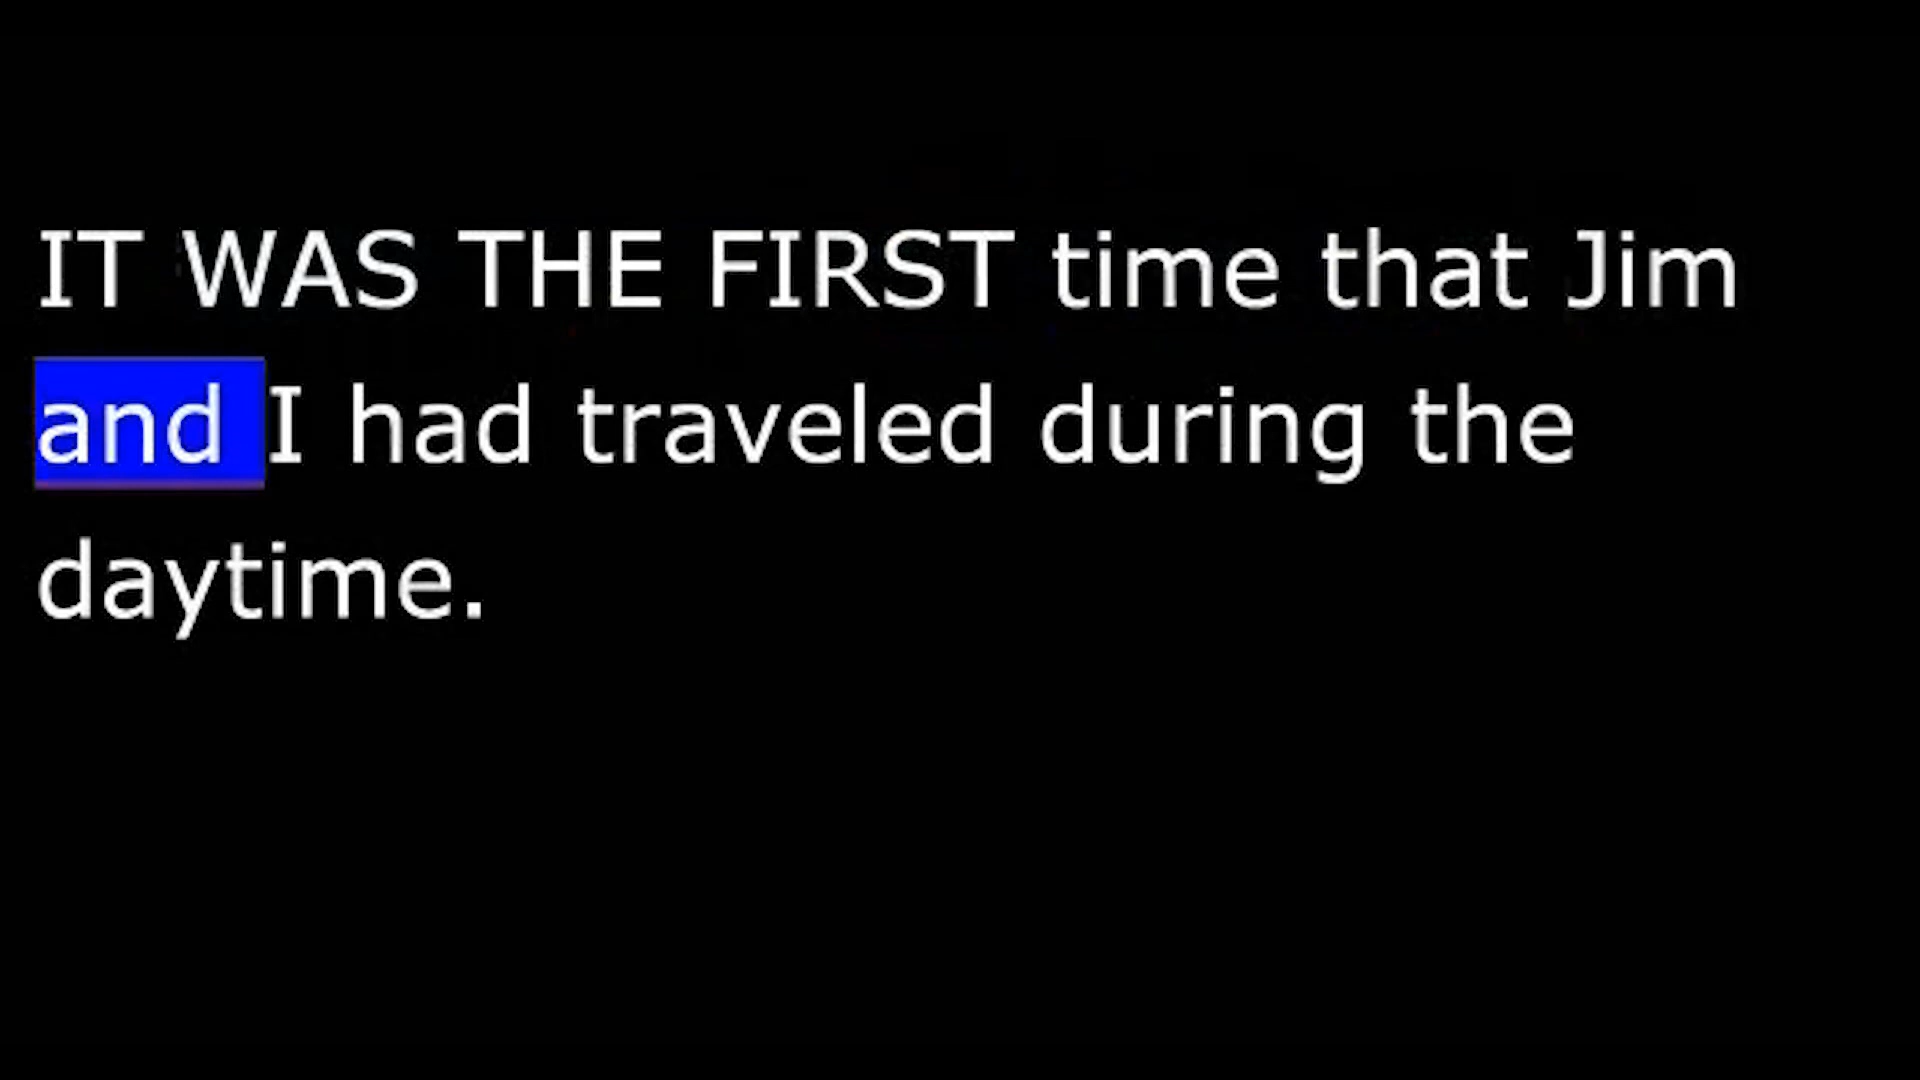 IT WAS THE FIRST time that Jim
and I had traveled during the
daytime.